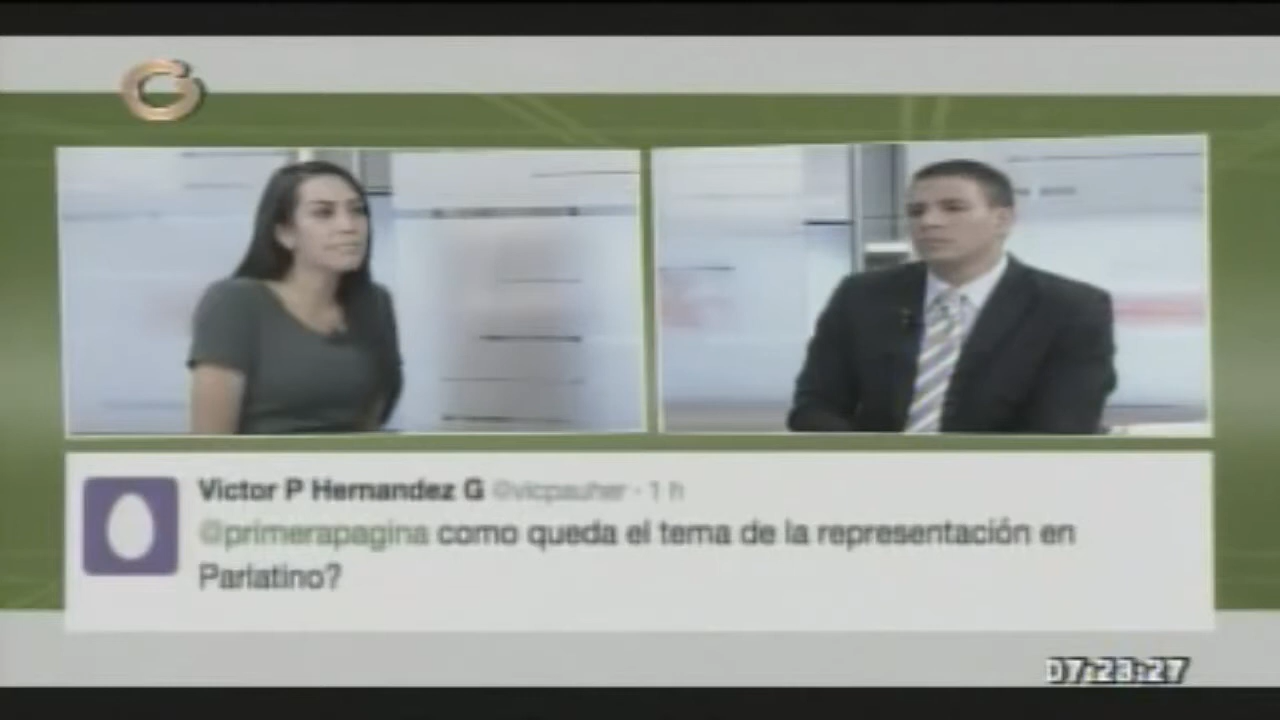 Victor P Hernandez G @vicpauher · 1 h
@primerapagina como queda el tema de la representación en
Parlatino?
07:23:27